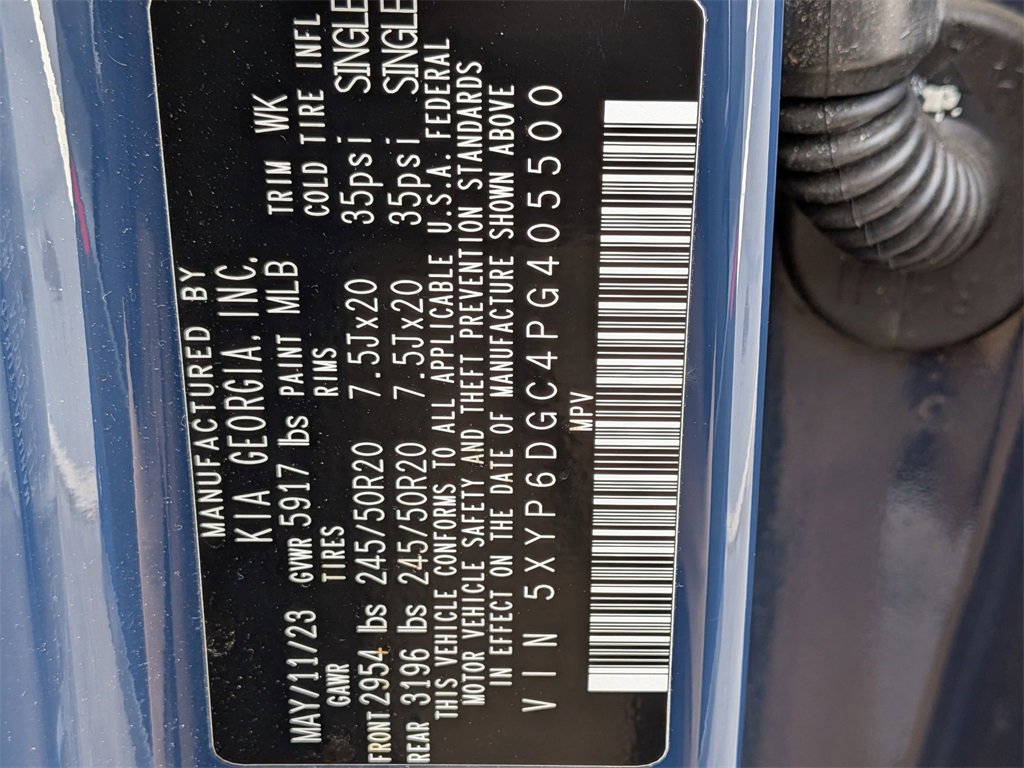 MANUFACTURED BY
KIA GEORGIA, INC.
MAY/11/23 GVWR 5917 lbs PAINT MLB TRIM WK
GAWR TIRES RIMS COLD TIRE INFL
FRONT 2954 lbs 245/50R20 7.5Jx20 35psi SINGLE
REAR 3196 lbs 245/50R20 7.5Jx20 35psi SINGLE
THIS VEHICLE CONFORMS TO ALL APPLICABLE U.S.A. FEDERAL
MOTOR VEHICLE SAFETY AND THEFT PREVENTION STANDARDS
IN EFFECT ON THE DATE OF MANUFACTURE SHOWN ABOVE
VIN 5XYP6DGC4PG405500
MPV